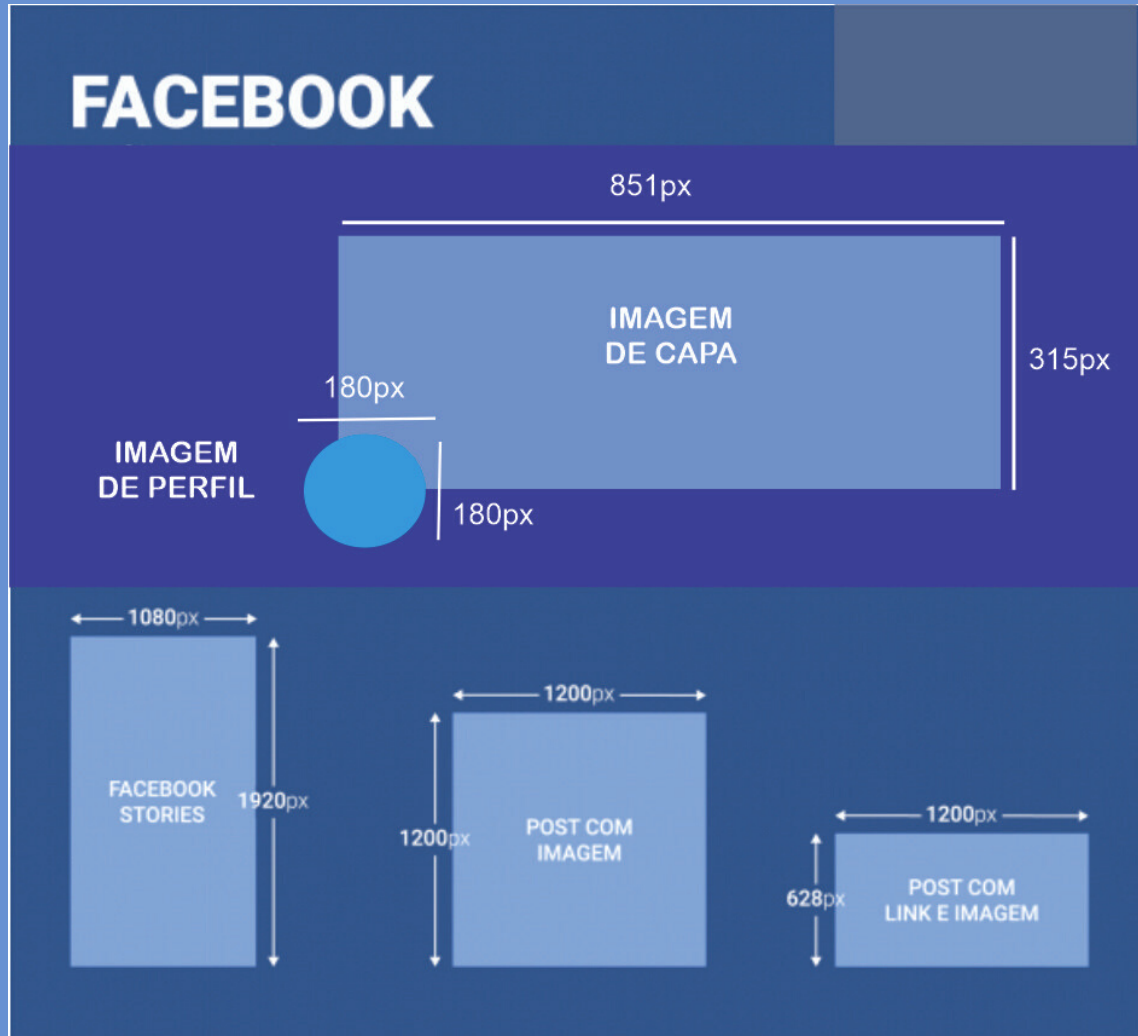 FACEBOOK
851px
IMAGEM
DE CAPA
315px
180px
IMAGEM
DE PERFIL
180px
1080px
FACEBOOK
STORIES
1920px
1200px
1200px
POST COM
IMAGEM
1200px
628px
POST COM
LINK E IMAGEM